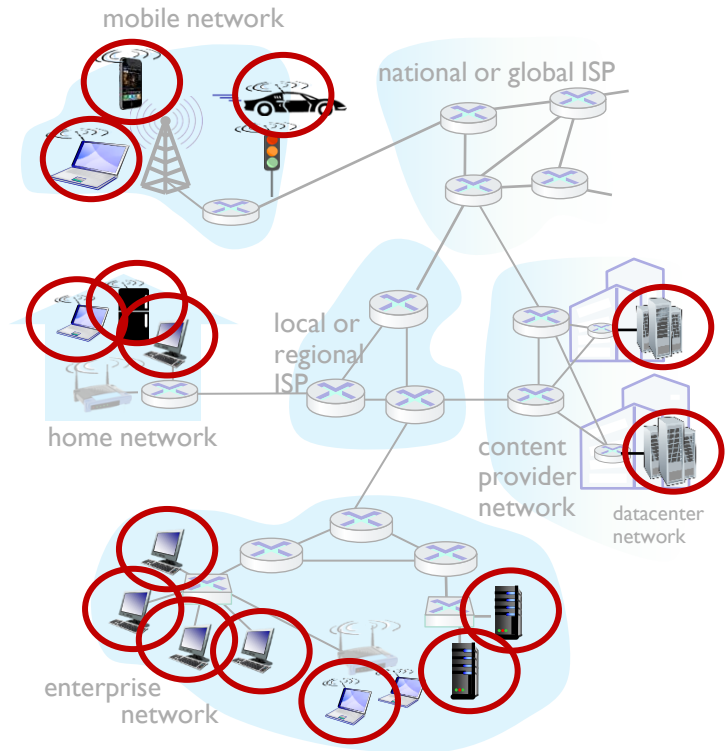 mobile network
national or global ISP
local or
regional
ISP
home network
content
provider
network
datacenter
network
enterprise
network